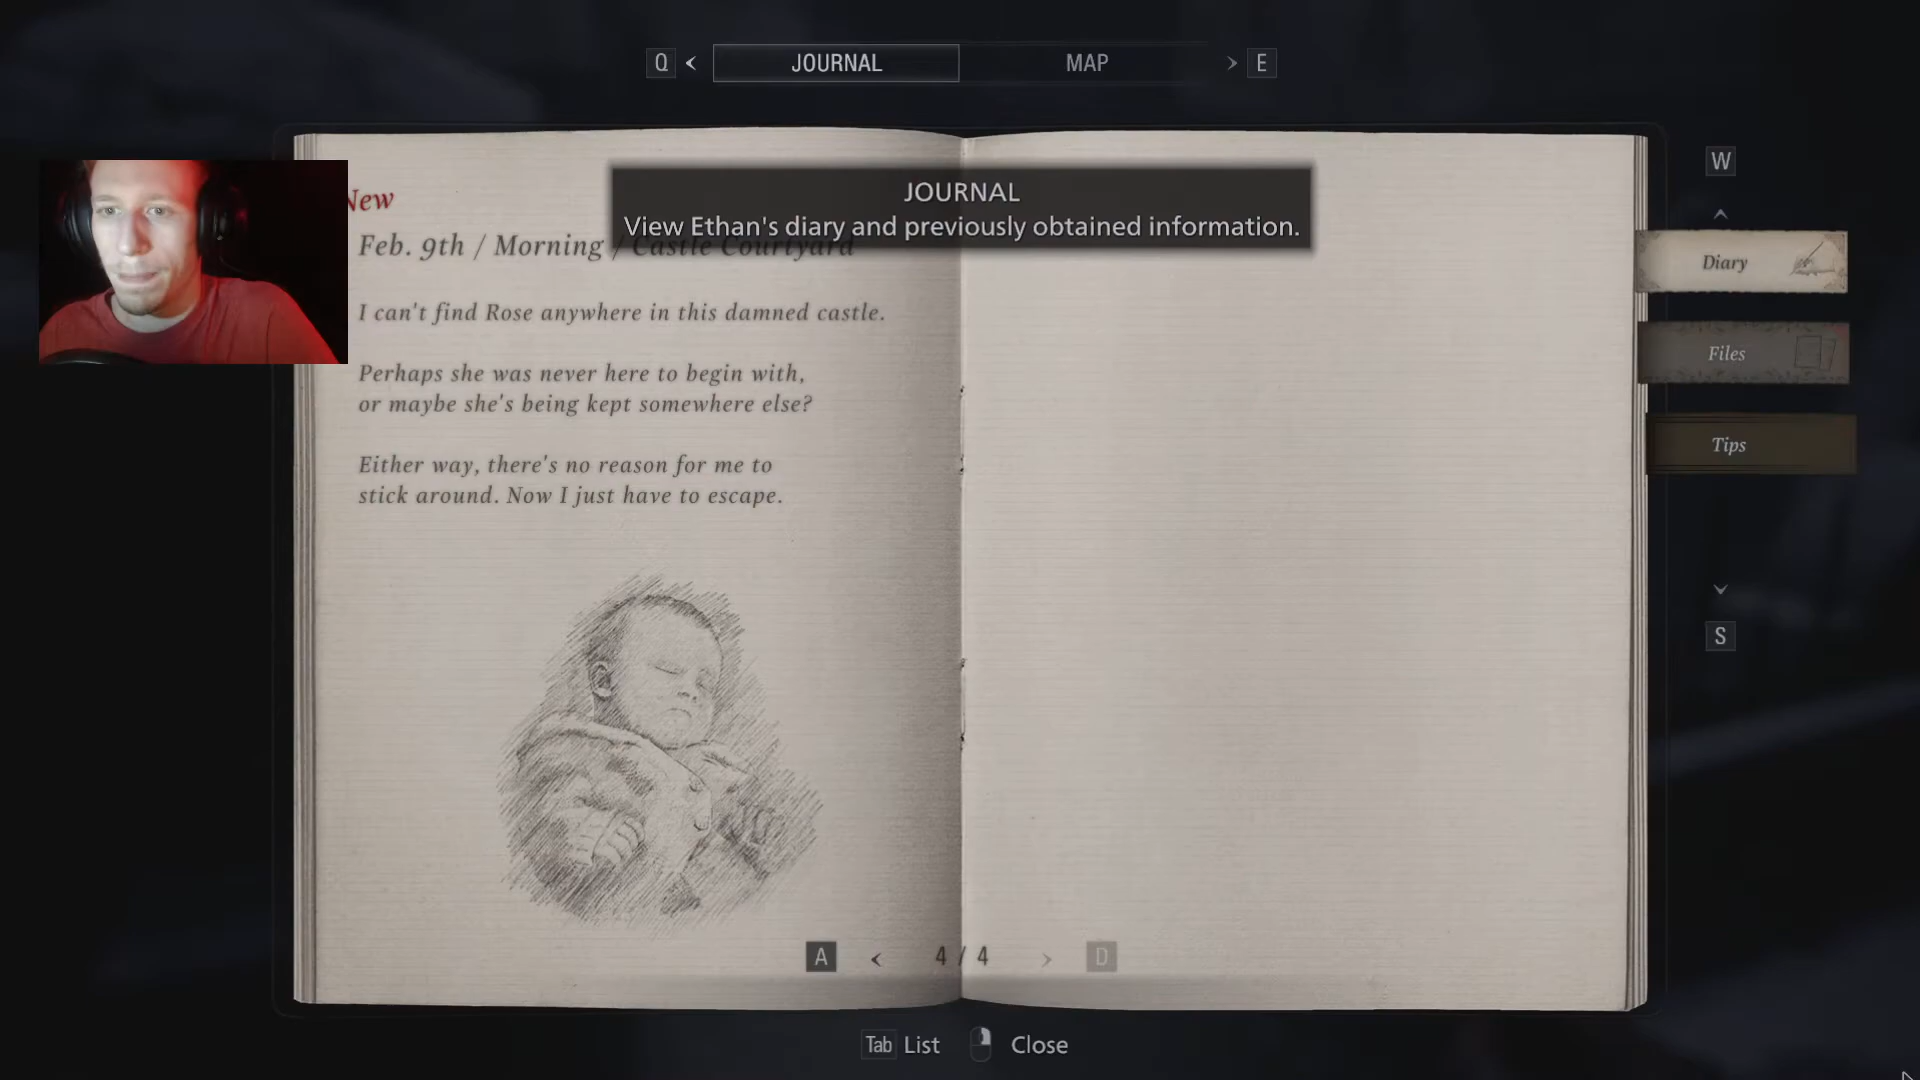 Q < JOURNAL MAP > E
W
JOURNAL
View Ethan's diary and previously obtained information.
New
Feb. 9th / Morning / Castle Courtyard
I can't find Rose anywhere in this damned castle.
Perhaps she was never here to begin with,
or maybe she's being kept somewhere else?
Either way, there's no reason for me to
stick around. Now I just have to escape.
Diary
Files
Tips
S
A < 4 / 4 > D
Tab List Close